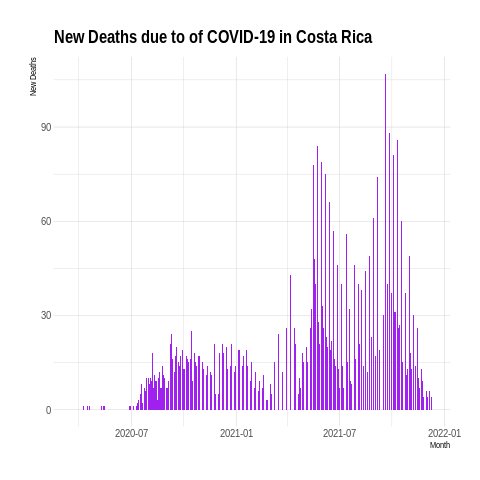 New Deaths due to of COVID-19 in Costa Rica
New Deaths
90
60
30
0
2020-07
2021-01
2021-07
2022-01
Month